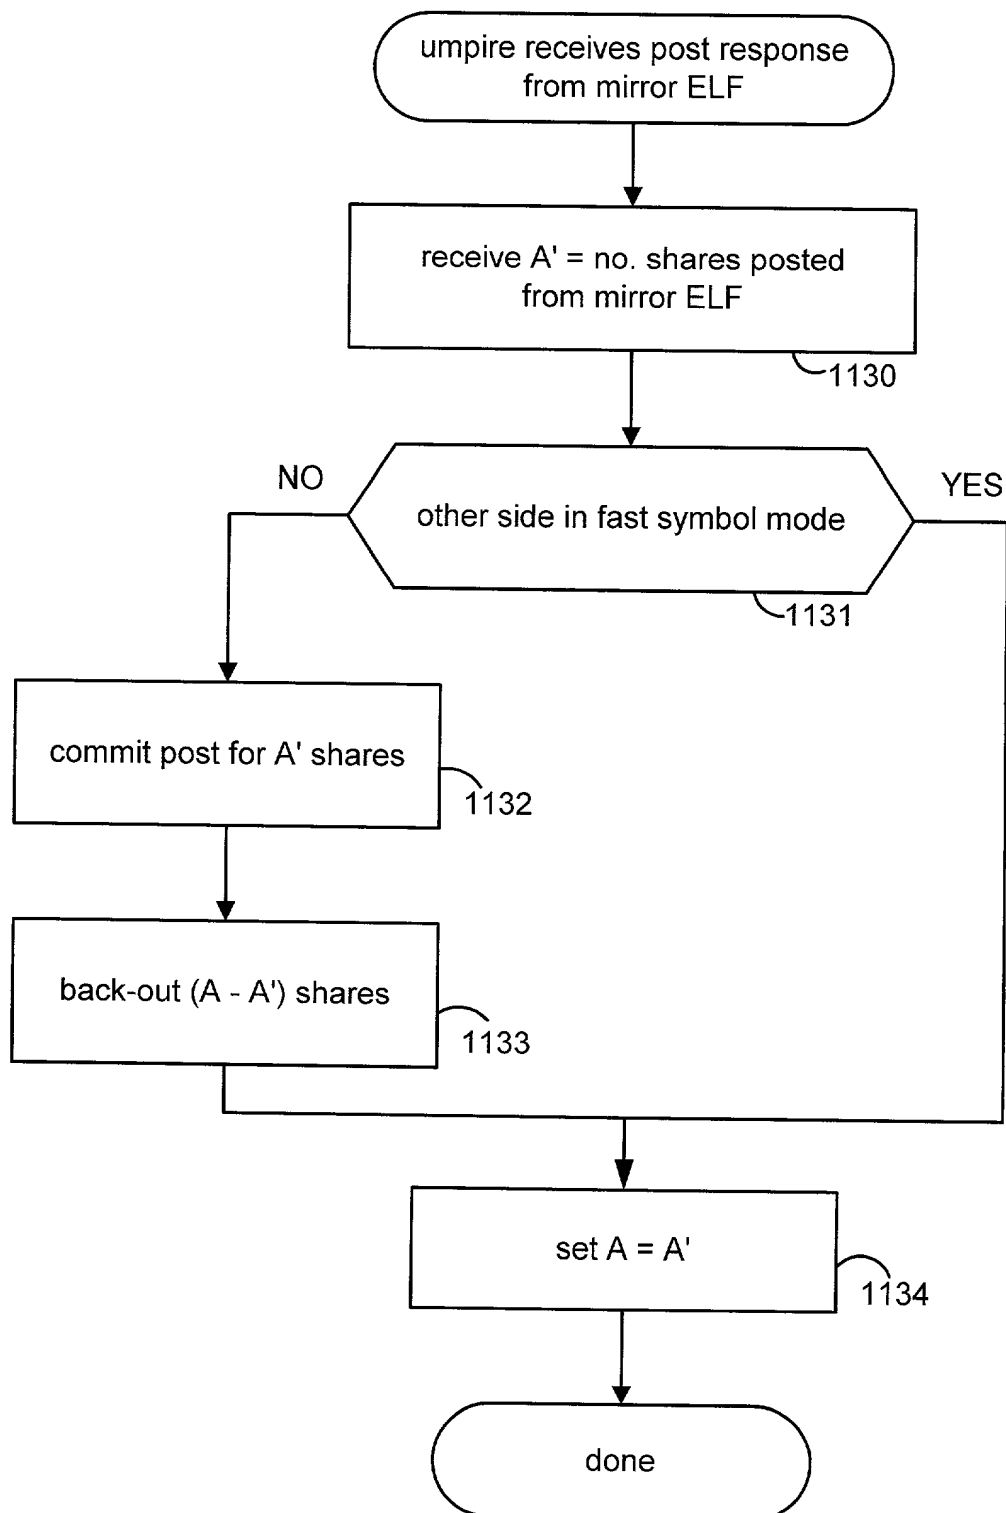 umpire receives post response
from mirror ELF
receive A' = no. shares posted
from mirror ELF
1130
NO
YES
other side in fast symbol mode
1131
commit post for A' shares
1132
back-out (A - A') shares
1133
set A = A'
1134
done